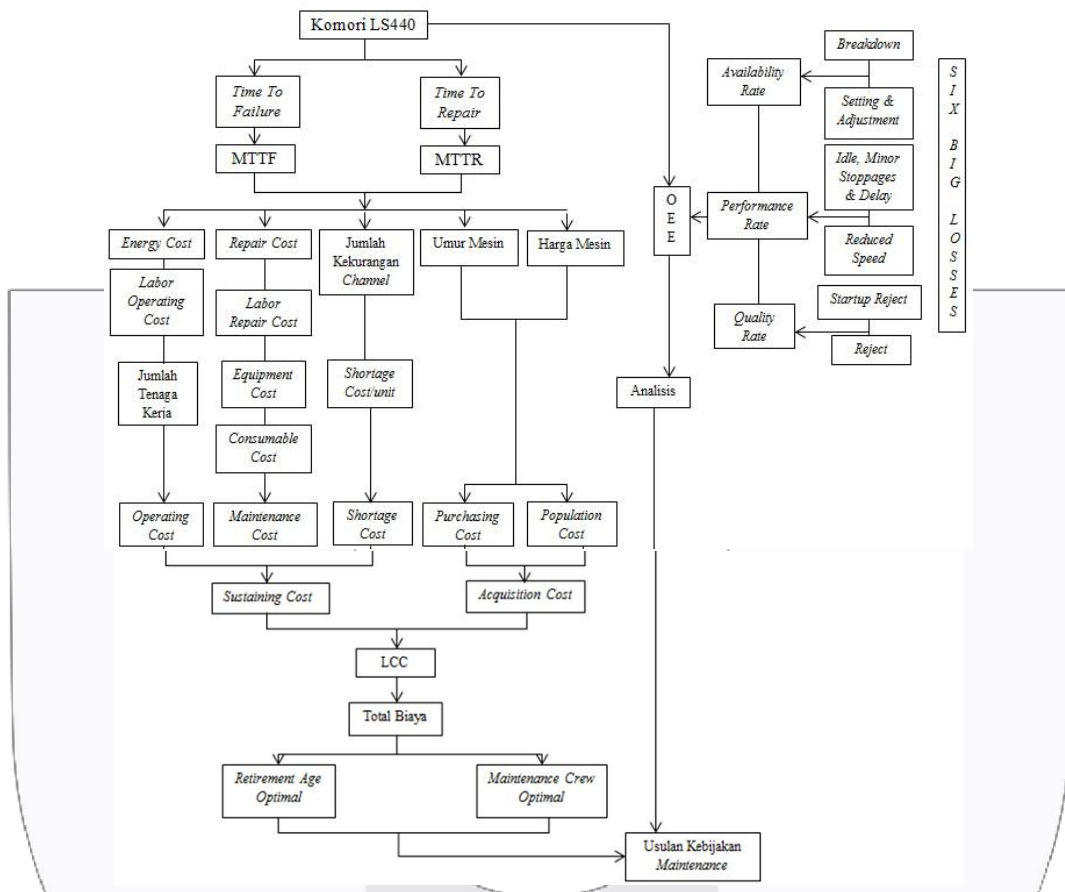 Komori LS440
Time To
Failure
Time To
Repair
MTTF
MTTR
Energy Cost
Repair Cost
Jumlah
Kekurangan
Channel
Umur Mesin
Harga Mesin
Labor
Operating
Cost
Labor
Repair Cost
Jumlah
Tenaga
Kerja
Equipment
Cost
Shortage
Cost/unit
Consumable
Cost
Operating
Cost
Maintenance
Cost
Shortage
Cost
Purchasing
Cost
Population
Cost
Sustaining Cost
Acquisition Cost
LCC
Total Biaya
Retirement Age
Optimal
Maintenance Crew
Optimal
Usulan Kebijakan
Maintenance
O
E
E
Analisis
Availability
Rate
Performance
Rate
Quality
Rate
Breakdown
Setting &
Adjustment
Idle, Minor
Stoppages
& Delay
Reduced
Speed
Startup Reject
Reject
S
I
X
B
I
G
L
O
S
S
E
S